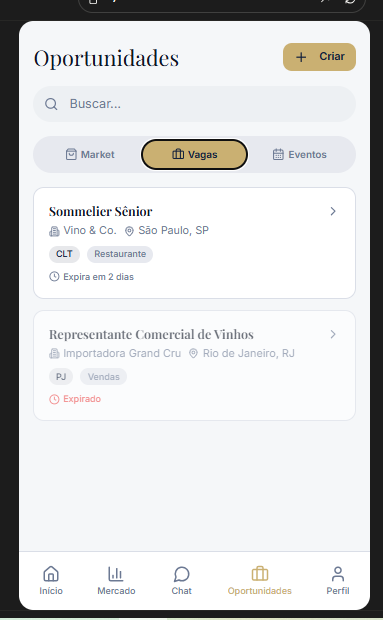 Oportunidades
Criar
Buscar...
Market Vagas Eventos
Sommelier Sênior
Vino & Co. São Paulo, SP
CLT Restaurante
Expira em 2 dias
Representante Comercial de Vinhos
Importadora Grand Cru Rio de Janeiro, RJ
PJ Vendas
Expirado
Início Mercado Chat Oportunidades Perfil